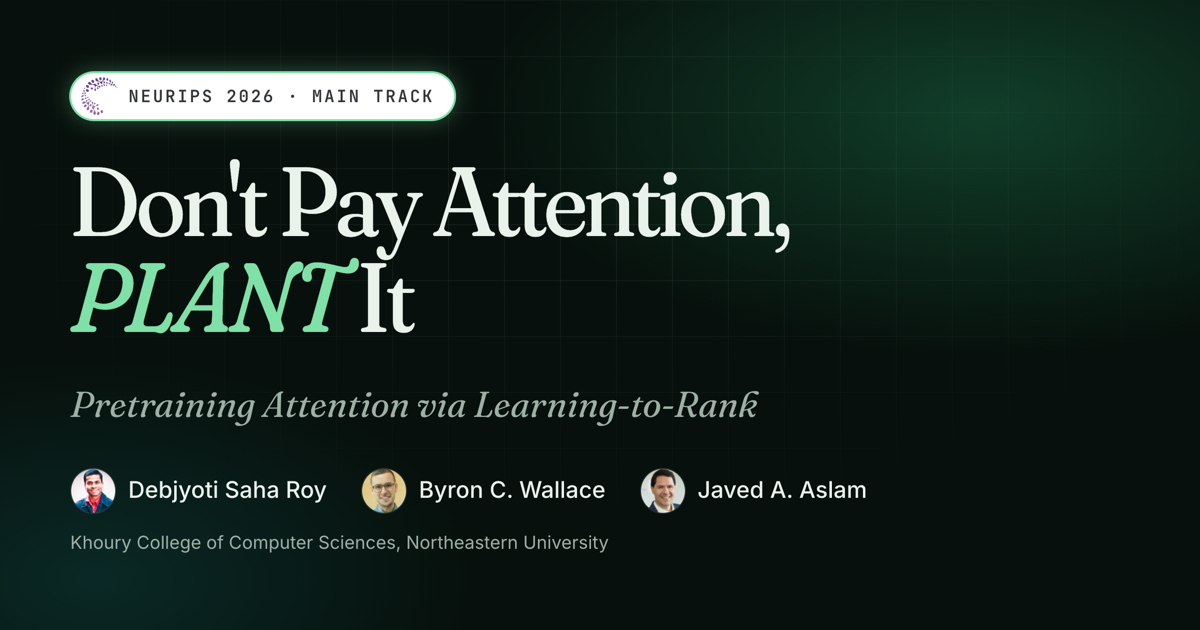 NEURIPS 2026 · MAIN TRACK
Don't Pay Attention,
PLANT It
Pretraining Attention via Learning-to-Rank
Debjyoti Saha Roy Byron C. Wallace Javed A. Aslam
Khoury College of Computer Sciences, Northeastern University